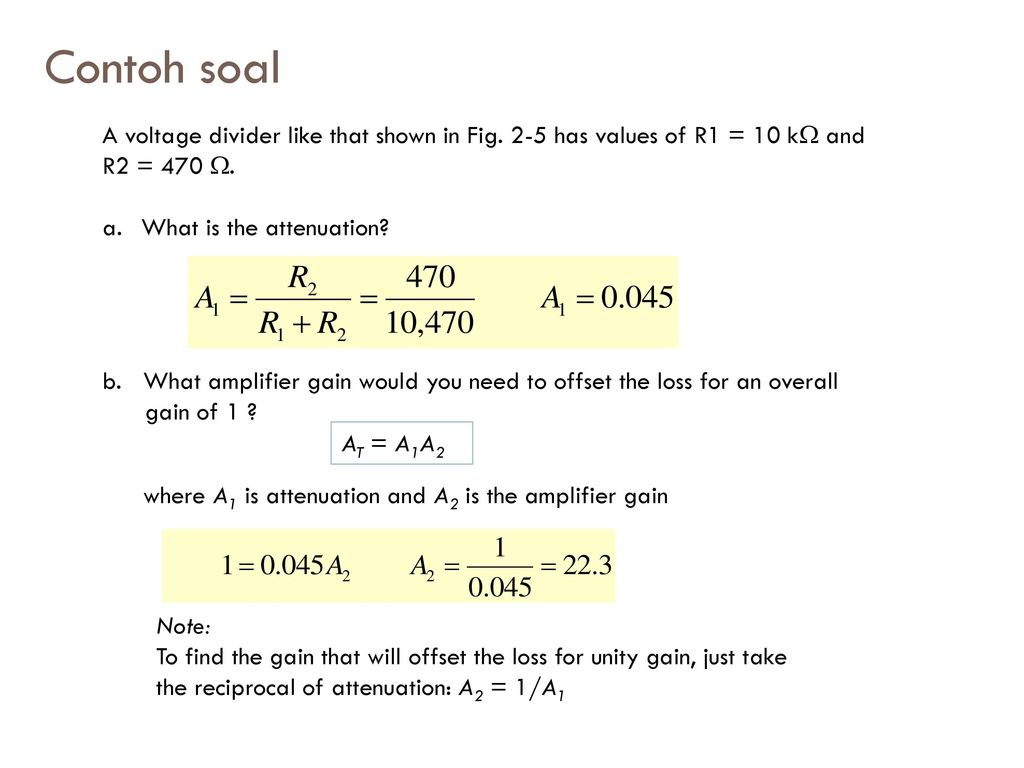 Contoh soal
A voltage divider like that shown in Fig. 2-5 has values of R1 = 10 kΩ and
R2 = 470 Ω.
a. What is the attenuation?
A₁ = R₂ / (R₁ + R₂) = 470 / 10,470    A₁ = 0.045
b. What amplifier gain would you need to offset the loss for an overall
gain of 1 ?
A_T = A₁A₂
where A₁ is attenuation and A₂ is the amplifier gain
1 = 0.045A₂    A₂ = 1 / 0.045 = 22.3
Note:
To find the gain that will offset the loss for unity gain, just take
the reciprocal of attenuation: A₂ = 1/A₁